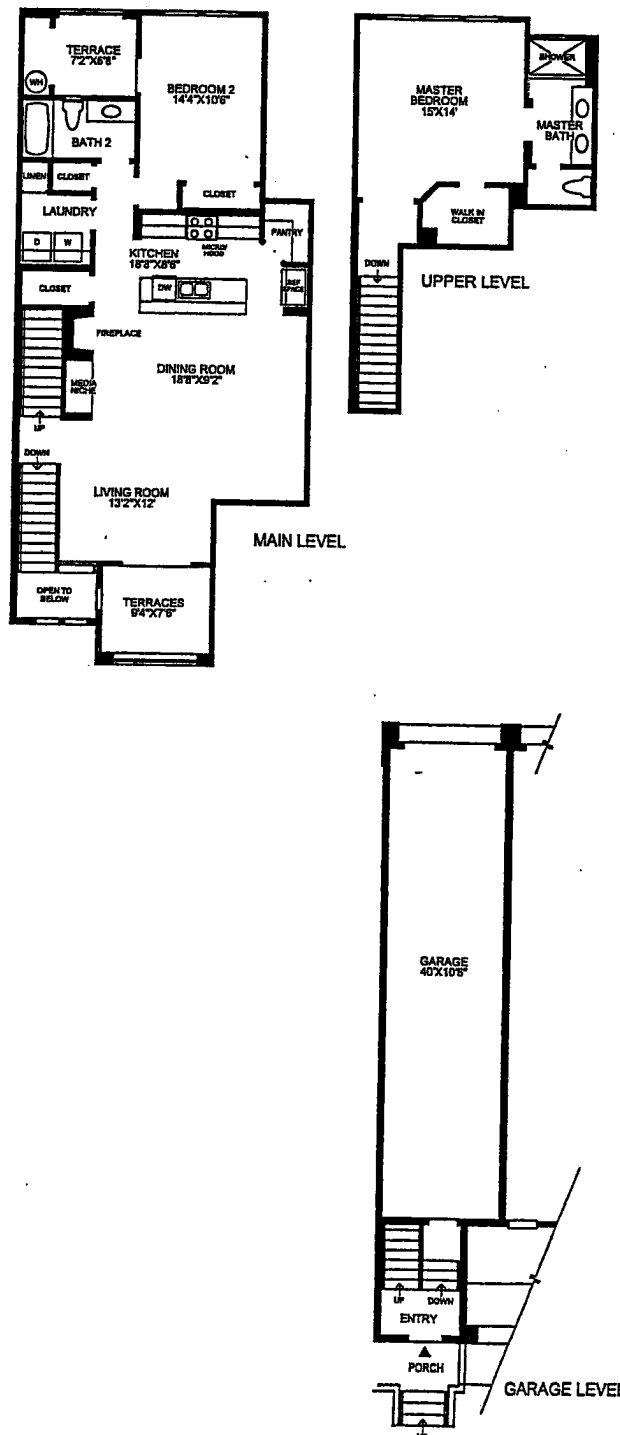 TERRACE
7'2"X6'8"
WH
BEDROOM 2
14'4"X10'6"
BATH 2
LINEN
CLOSET
CLOSET
LAUNDRY
D
W
KITCHEN
MICRO/
HOOD
PANTRY
CLOSET
DW
REF
SPACE
FIREPLACE
MEDIA
NICHE
DINING ROOM
18'8"X9'2"
UP
DOWN
LIVING ROOM
13'2"X12'
MAIN LEVEL
OPEN TO
BELOW
TERRACES
9'4"X7'6"
SHOWER
MASTER
BEDROOM
15'X14'
MASTER
BATH
WALK IN
CLOSET
DOWN
UPPER LEVEL
GARAGE
40'X10'8"
UP
DOWN
ENTRY
PORCH
GARAGE LEVEL